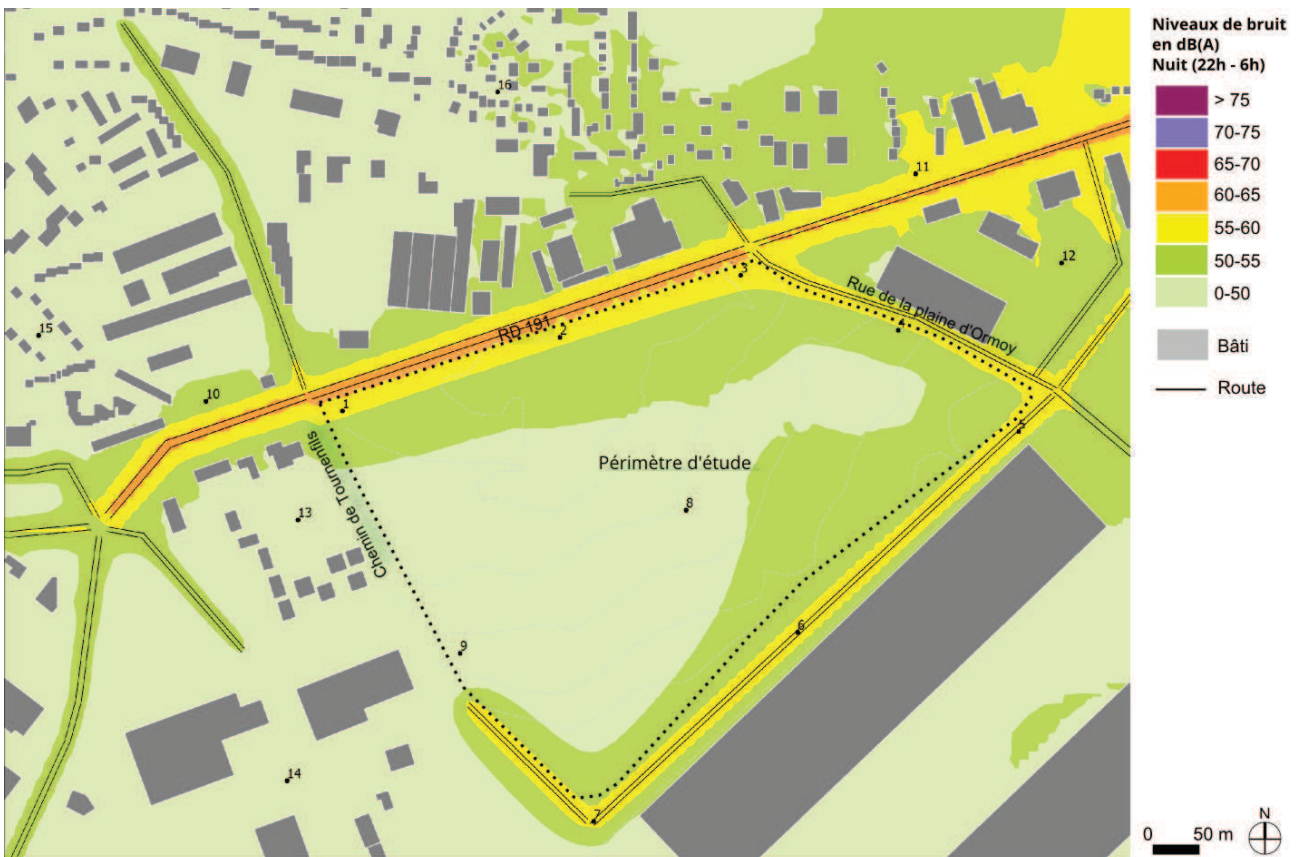 Niveaux de bruit
en dB(A)
Nuit (22h - 6h)
> 75
70-75
65-70
60-65
55-60
50-55
0-50
Bâti
Route
16
11
12
15
RD 191
3
2
4
Rue de la plaine d'Ormoy
10
1
5
Chemin de Tournenfils
Périmètre d'étude
13
8
6
9
14
7
0 50 m
N